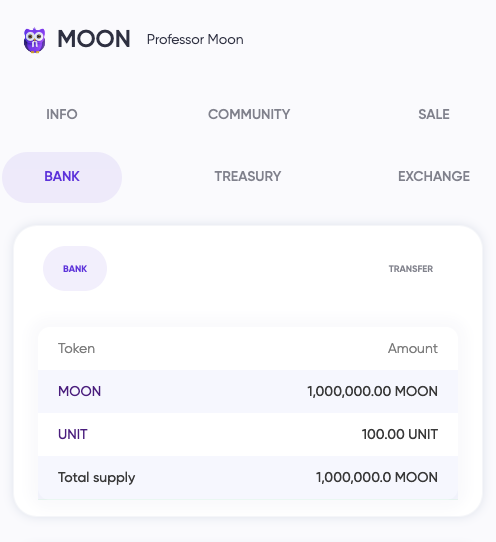 MOON Professor Moon
INFO COMMUNITY SALE
BANK TREASURY EXCHANGE
BANK TRANSFER
Token Amount
MOON 1,000,000.00 MOON
UNIT 100.00 UNIT
Total supply 1,000,000.0 MOON